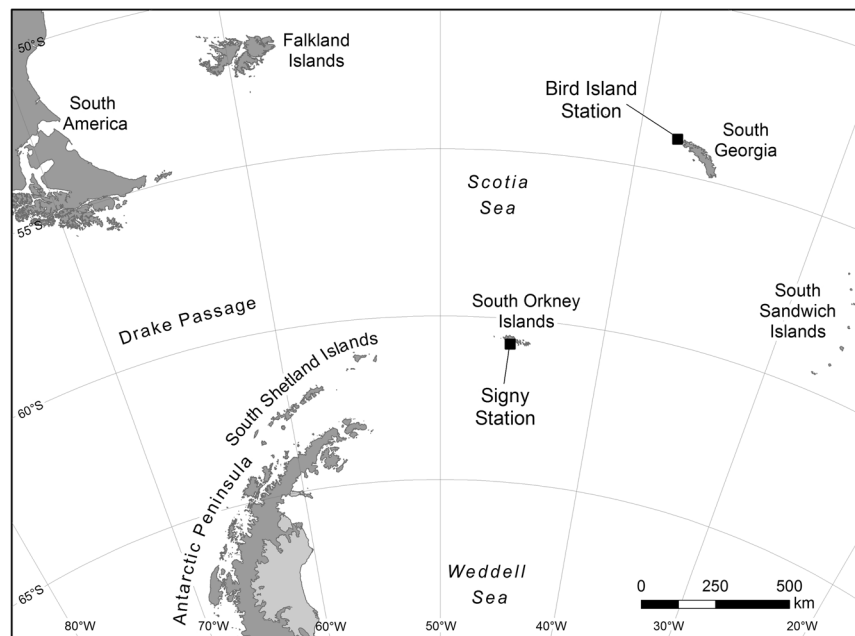 50°S
Falkland
Islands
South
America
Bird Island
Station
South
Georgia
Scotia
Sea
55°S
Drake Passage
South Orkney
Islands
South
Sandwich
Islands
South Shetland Islands
Signy
Station
60°S
Antarctic Peninsula
Weddell
Sea
65°S
0 250 500
km
80°W 70°W 60°W 50°W 40°W 30°W 20°W